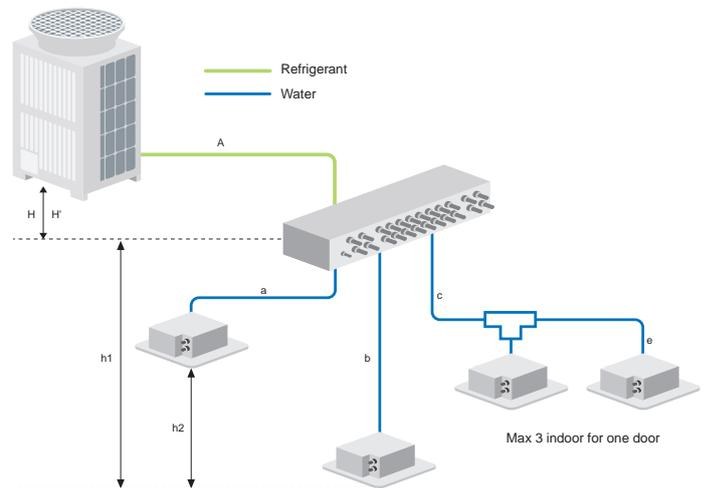 Refrigerant
Water
A
H H'
a
c
h1
b
e
h2
Max 3 indoor for one door